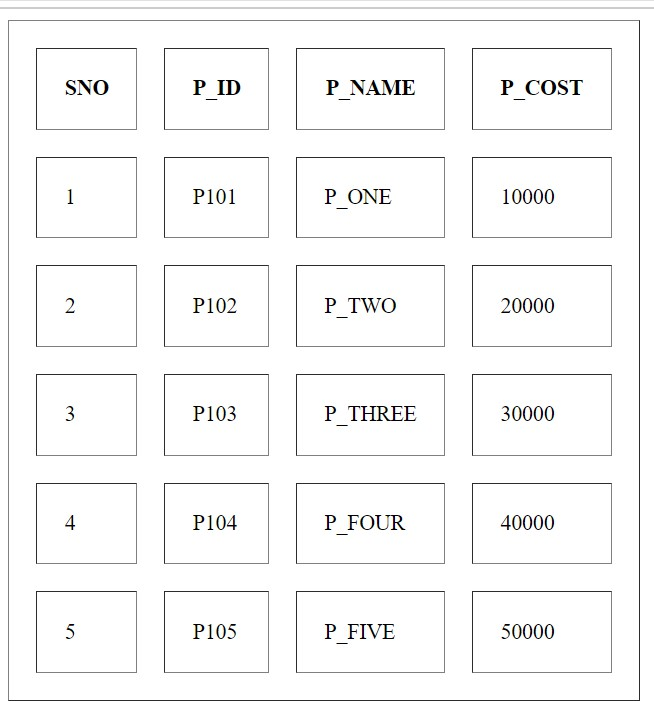 SNO P_ID P_NAME P_COST
1 P101 P_ONE 10000
2 P102 P_TWO 20000
3 P103 P_THREE 30000
4 P104 P_FOUR 40000
5 P105 P_FIVE 50000